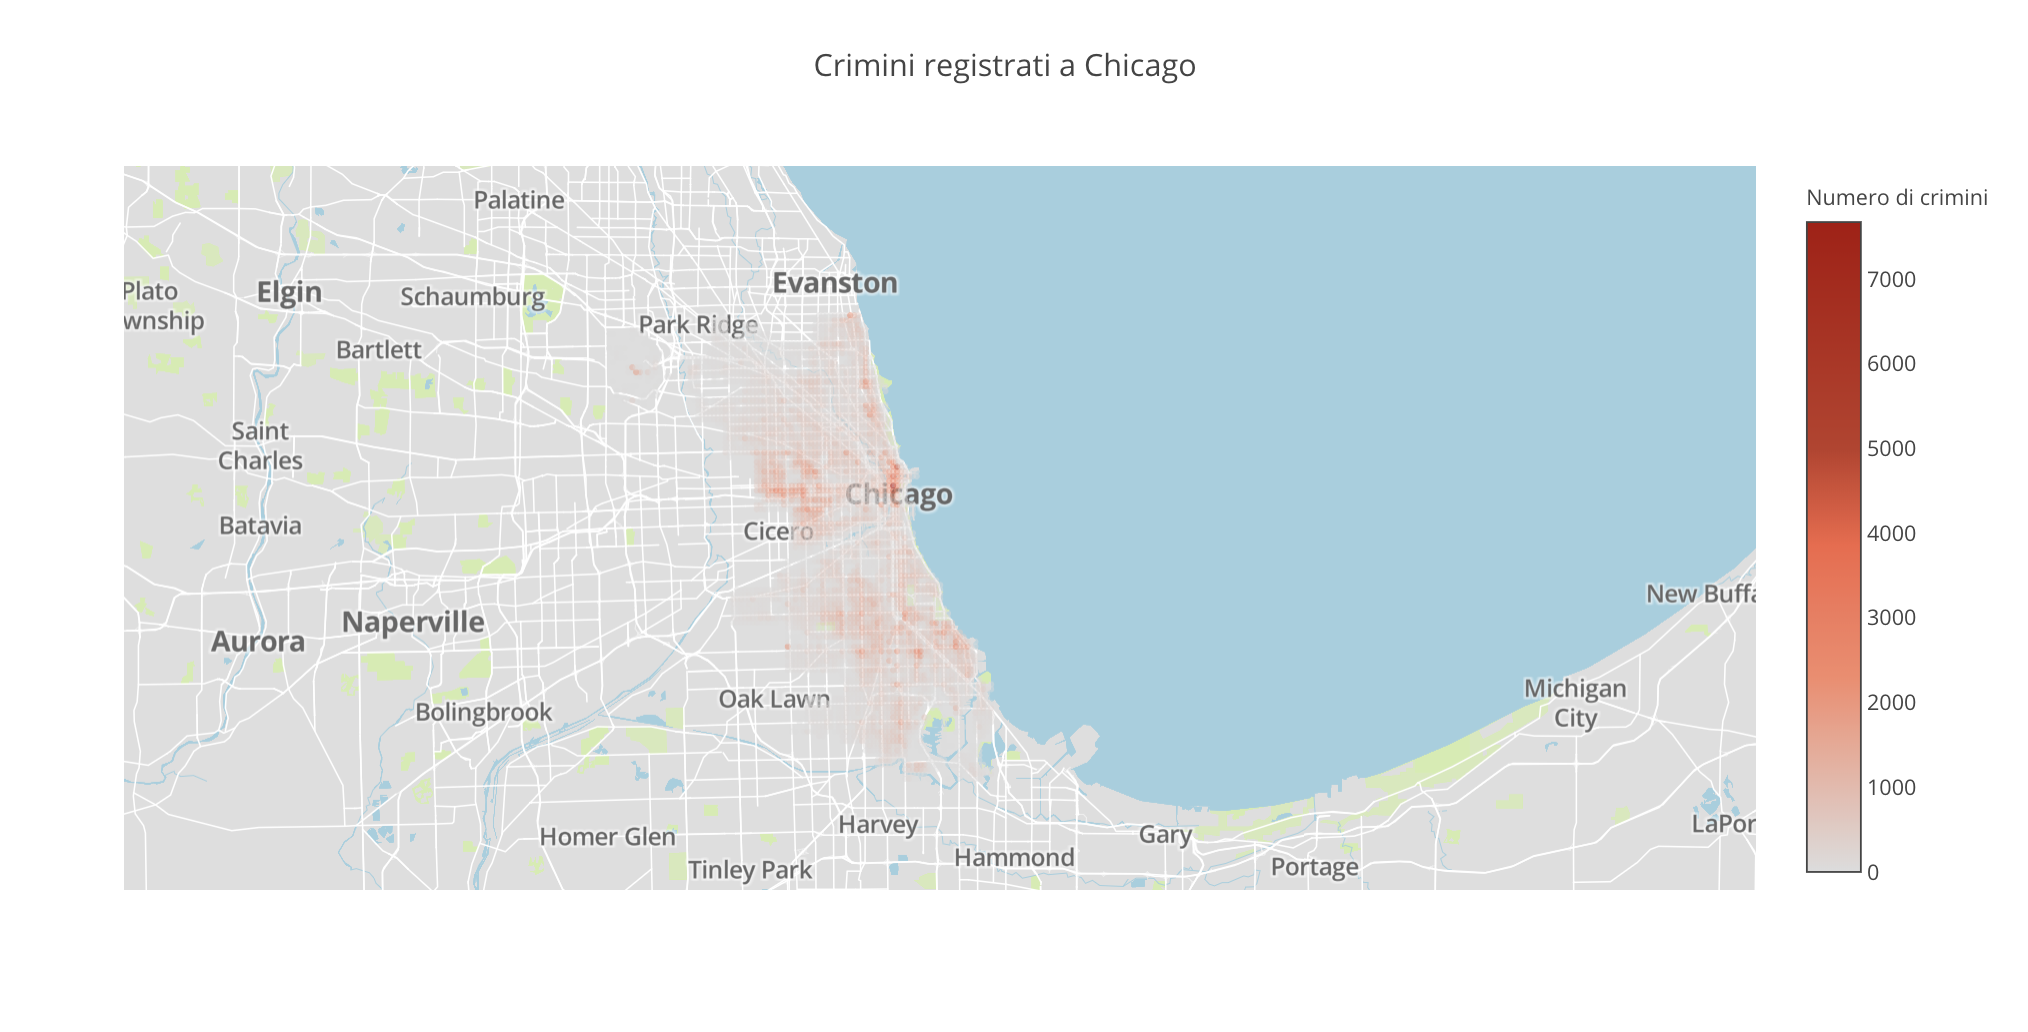 Crimini registrati a Chicago
Numero di crimini
7000
6000
5000
4000
3000
2000
1000
0
Palatine
Evanston
Plato
wnship
Elgin
Schaumburg
Park Ridge
Bartlett
Saint
Charles
Chicago
Batavia
Cicero
New Buffa
Naperville
Aurora
Michigan
City
Oak Lawn
Bolingbrook
Harvey
Gary
LaPor
Homer Glen
Hammond
Tinley Park
Portage